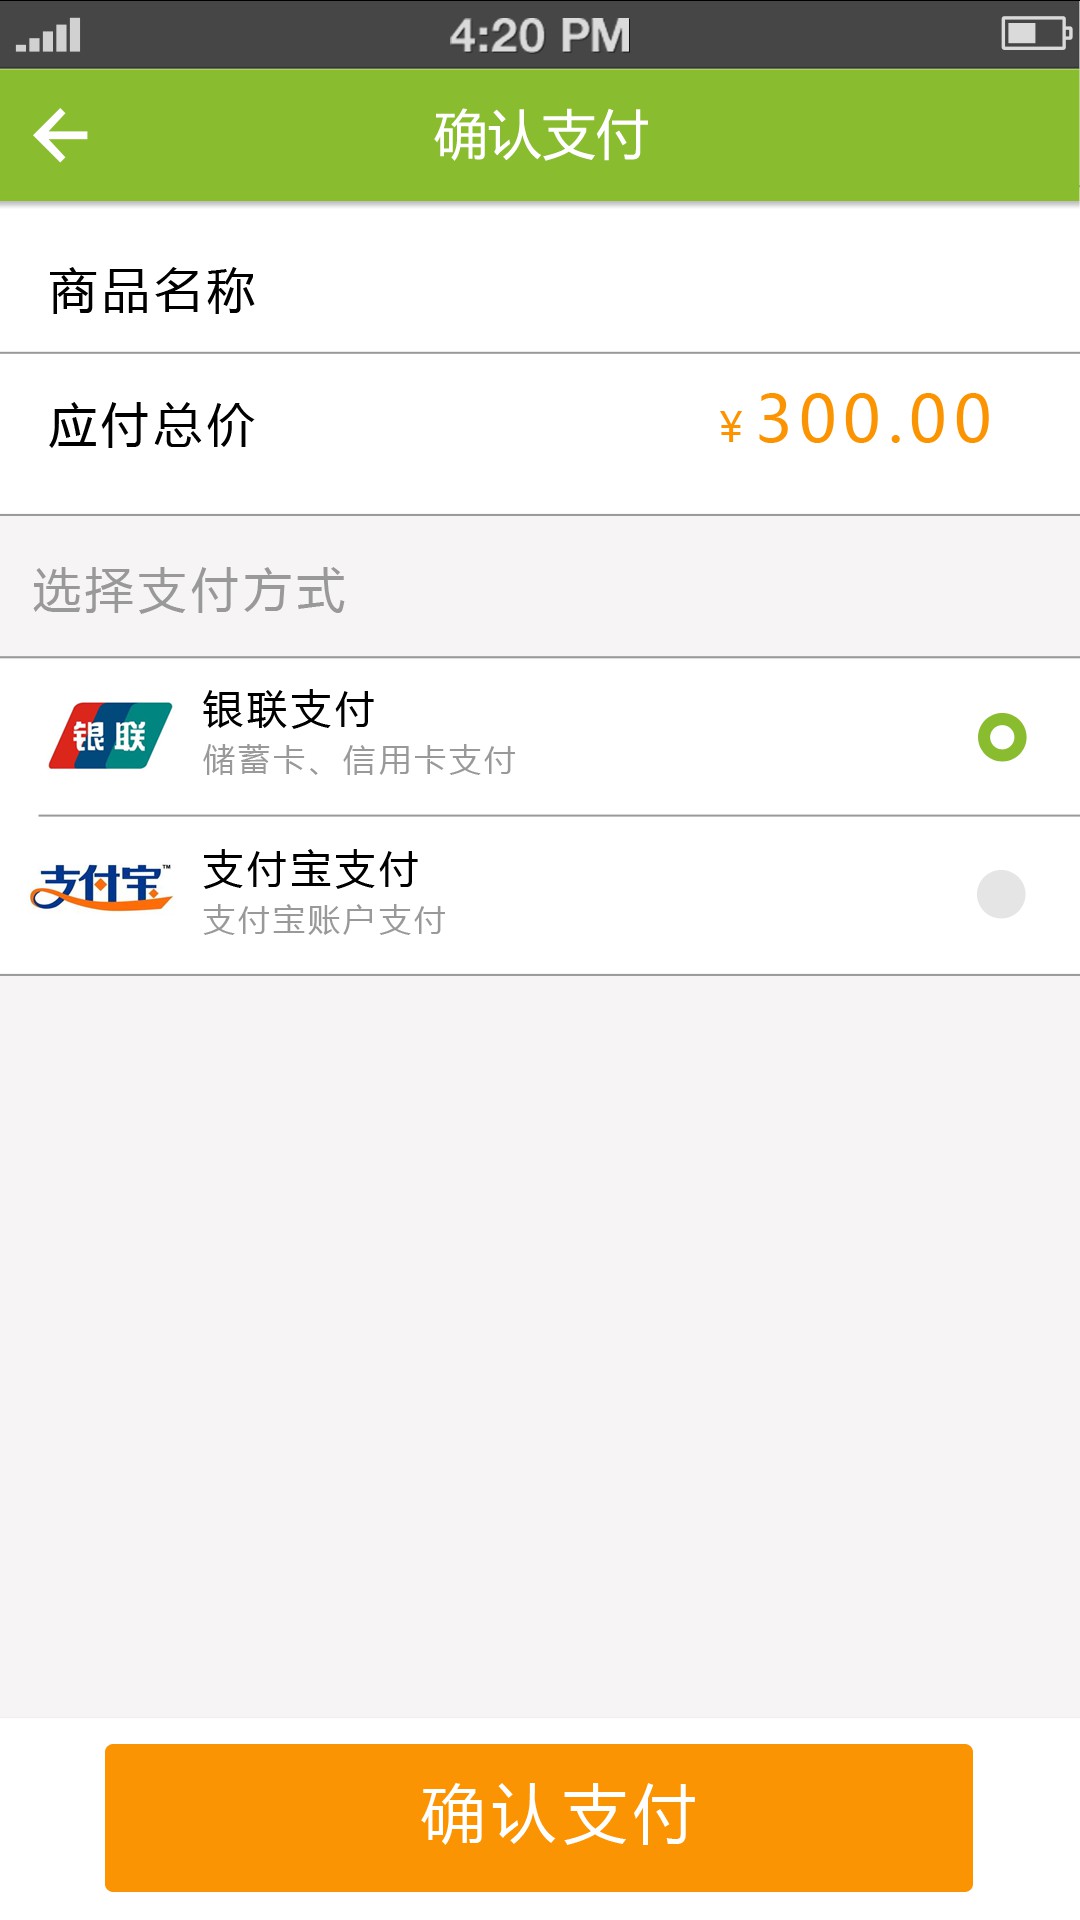 4:20 PM
确认支付
商品名称
应付总价 ¥300.00
选择支付方式
银联 银联支付
储蓄卡、信用卡支付
支付宝™ 支付宝支付
支付宝账户支付
确认支付